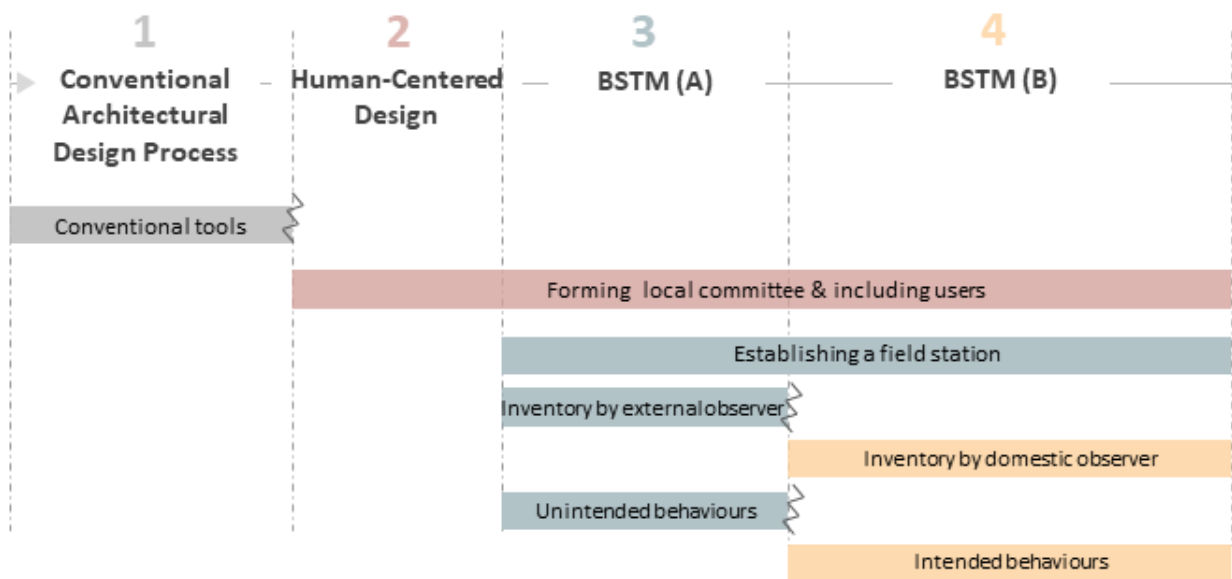 1
2
3
4
Conventional
Architectural
Design Process
Human-Centered
Design
BSTM (A)
BSTM (B)
Conventional tools
Forming local committee & including users
Establishing a field station
Inventory by external observer
Inventory by domestic observer
Unintended behaviours
Intended behaviours